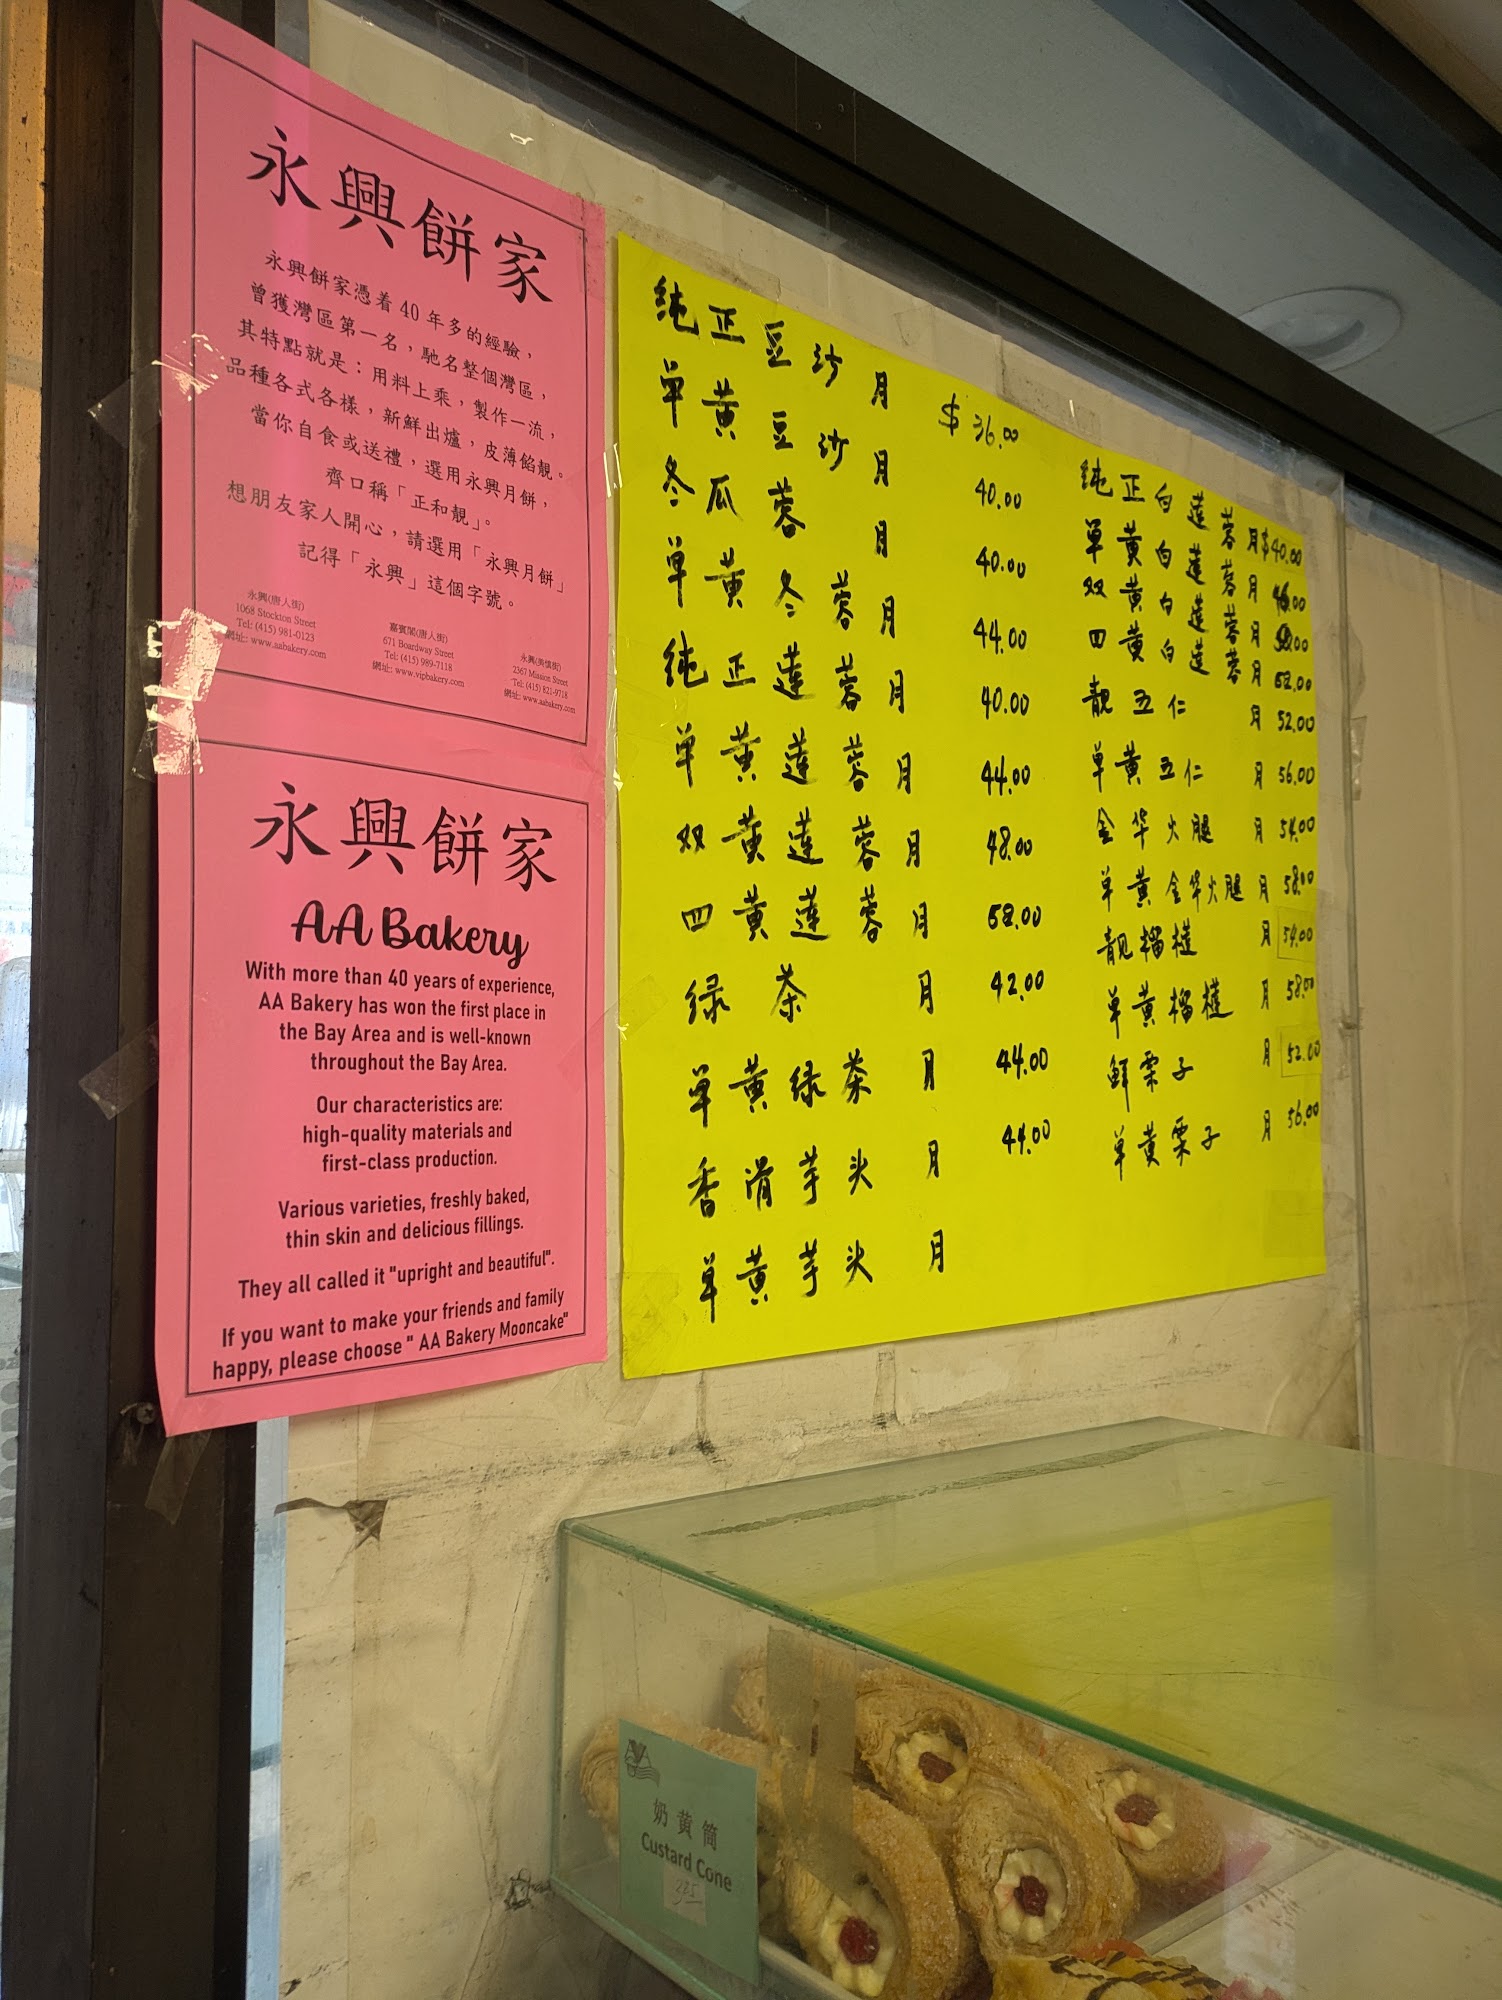 永興餅家
永興餅家憑着 40 年多的經驗，
曾獲灣區第一名，馳名整個灣區，
其特點就是：用料上乘，製作一流，
品種各式各樣，新鮮出爐，皮薄餡靚。
當你自食或送禮，選用永興月餅，
齊口稱「正和靚」。
想朋友家人開心，請選用「永興月餅」
記得「永興」這個字號。
永興(唐人街)
1068 Stockton Street
Tel: (415) 981-0123
網址: www.aabakery.com
嘉賓閣(唐人街)
671 Boardway Street
Tel: (415) 989-7118
網址: www.vipbakery.com
永興(美慎街)
2367 Mission Street
Tel: (415) 821-9718
網址: www.aabakery.com
永興餅家
AA Bakery
With more than 40 years of experience,
AA Bakery has won the first place in
the Bay Area and is well-known
throughout the Bay Area.
Our characteristics are:
high-quality materials and
first-class production.
Various varieties, freshly baked,
thin skin and delicious fillings.
They all called it "upright and beautiful".
If you want to make your friends and family
happy, please choose " AA Bakery Mooncake"
纯正豆沙月 $36.00
单黄豆沙月 40.00
冬瓜蓉月 40.00
单黄冬蓉月 44.00
纯正莲蓉月 40.00
单黄莲蓉月 44.00
双黄莲蓉月 48.00
四黄莲蓉月
绿茶月 42.00
单黄绿茶月 44.00
香滑芋头月 44.00
单黄芋头月
纯正白莲蓉月 $40.00
单黄白莲蓉月
双黄白莲蓉月
四黄白莲蓉月 52.00
靓五仁月 52.00
单黄五仁月 56.00
金华火腿月 54.00
单黄金华火腿月 58.00
靓榴梿月 54.00
单黄榴梿月 58.00
鲜栗子月 52.00
单黄栗子月 56.00
奶黄筒
Custard Cone